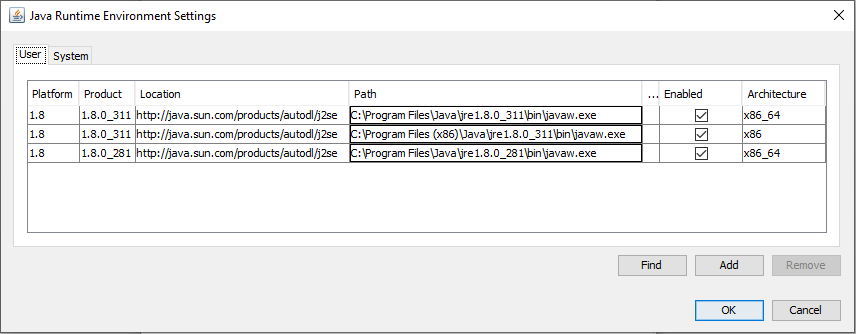 Java Runtime Environment Settings
User System
Platform Product Location Path ... Enabled Architecture
1.8 1.8.0_311 http://java.sun.com/products/autodl/j2se C:\Program Files\Java\jre1.8.0_311\bin\javaw.exe x86_64
1.8 1.8.0_311 http://java.sun.com/products/autodl/j2se C:\Program Files (x86)\Java\jre1.8.0_311\bin\javaw.exe x86
1.8 1.8.0_281 http://java.sun.com/products/autodl/j2se C:\Program Files\Java\jre1.8.0_281\bin\javaw.exe x86_64
Find Add Remove
OK Cancel